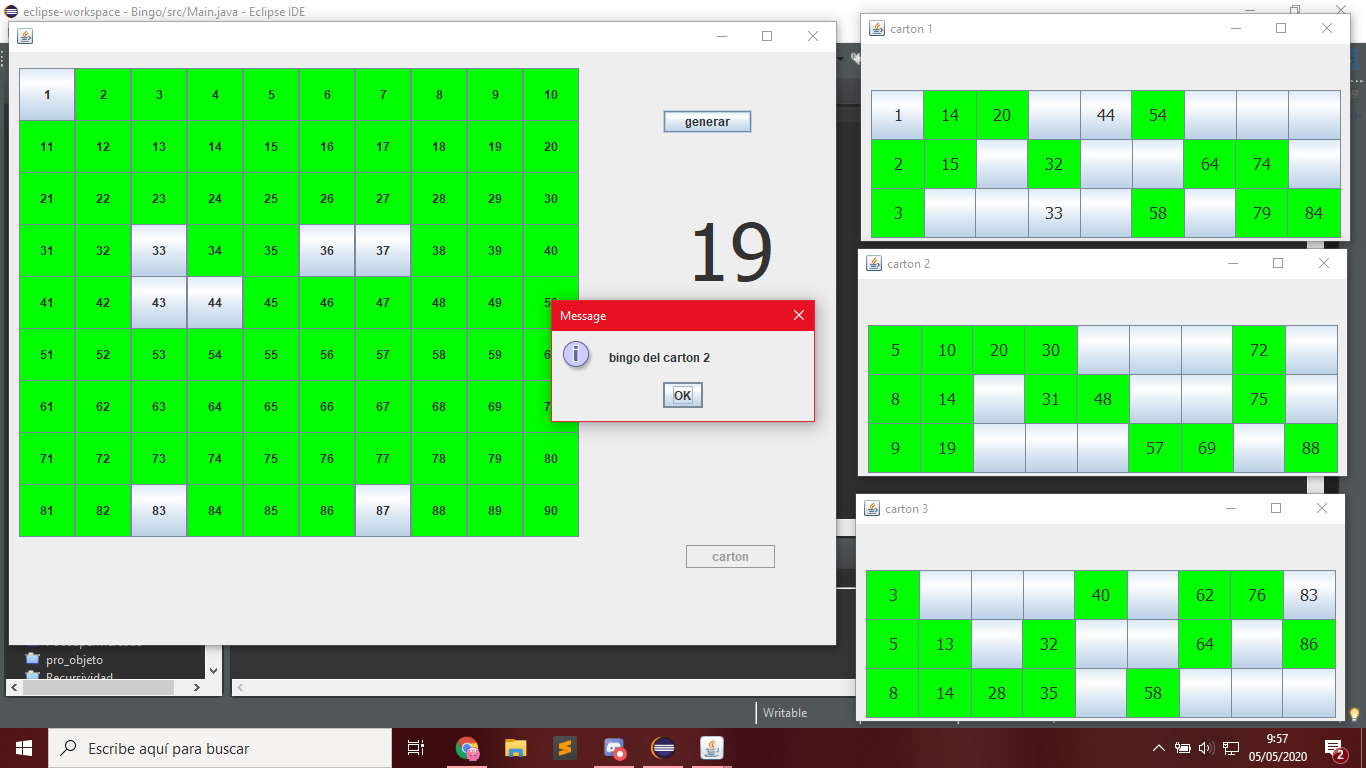 eclipse-workspace - Bingo/src/Main.java - Eclipse IDE
1 2 3 4 5 6 7 8 9 10
11 12 13 14 15 16 17 18 19 20
21 22 23 24 25 26 27 28 29 30
31 32 33 34 35 36 37 38 39 40
41 42 43 44 45 46 47 48 49
51 52 53 54 55 56 57 58 59
61 62 63 64 65 66 67 68 69
71 72 73 74 75 76 77 78 79 80
81 82 83 84 85 86 87 88 89 90
generar
19
Message
bingo del carton 2
OK
carton
carton 1
1 14 20 44 54
2 15 32 64 74
3 33 58 79 84
carton 2
5 10 20 30 72
8 14 31 48 75
9 19 57 69 88
carton 3
3 40 62 76 83
5 13 32 64 86
8 14 28 35 58
pro_objeto
Recursividad
Writable
Escribe aquí para buscar
9:57
05/05/2020
2